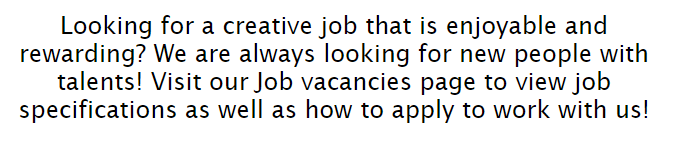 Looking for a creative job that is enjoyable and
rewarding? We are always looking for new people with
talents! Visit our Job vacancies page to view job
specifications as well as how to apply to work with us!